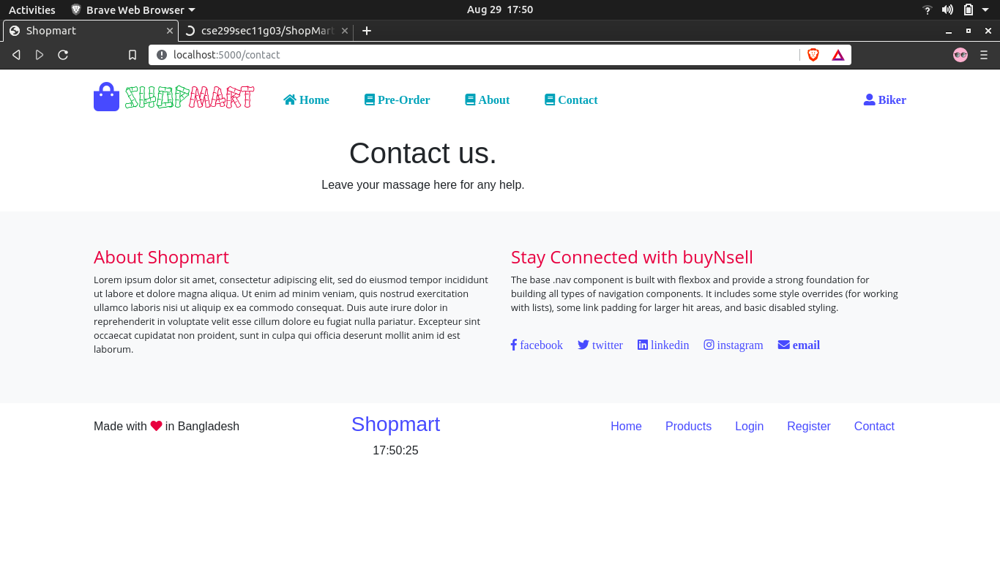 Activities
Brave Web Browser
Aug 29 17:50
Shopmart
cse299sec11g03/ShopMart
localhost:5000/contact
SHOPMART
Home
Pre-Order
About
Contact
Biker
Contact us.
Leave your massage here for any help.
About Shopmart
Lorem ipsum dolor sit amet, consectetur adipiscing elit, sed do eiusmod tempor incididunt
ut labore et dolore magna aliqua. Ut enim ad minim veniam, quis nostrud exercitation
ullamco laboris nisi ut aliquip ex ea commodo consequat. Duis aute irure dolor in
reprehenderit in voluptate velit esse cillum dolore eu fugiat nulla pariatur. Excepteur sint
occaecat cupidatat non proident, sunt in culpa qui officia deserunt mollit anim id est
laborum.
Stay Connected with buyNsell
The base .nav component is built with flexbox and provide a strong foundation for
building all types of navigation components. It includes some style overrides (for working
with lists), some link padding for larger hit areas, and basic disabled styling.
facebook
twitter
linkedin
instagram
email
Made with ❤ in Bangladesh
Shopmart
17:50:25
Home
Products
Login
Register
Contact